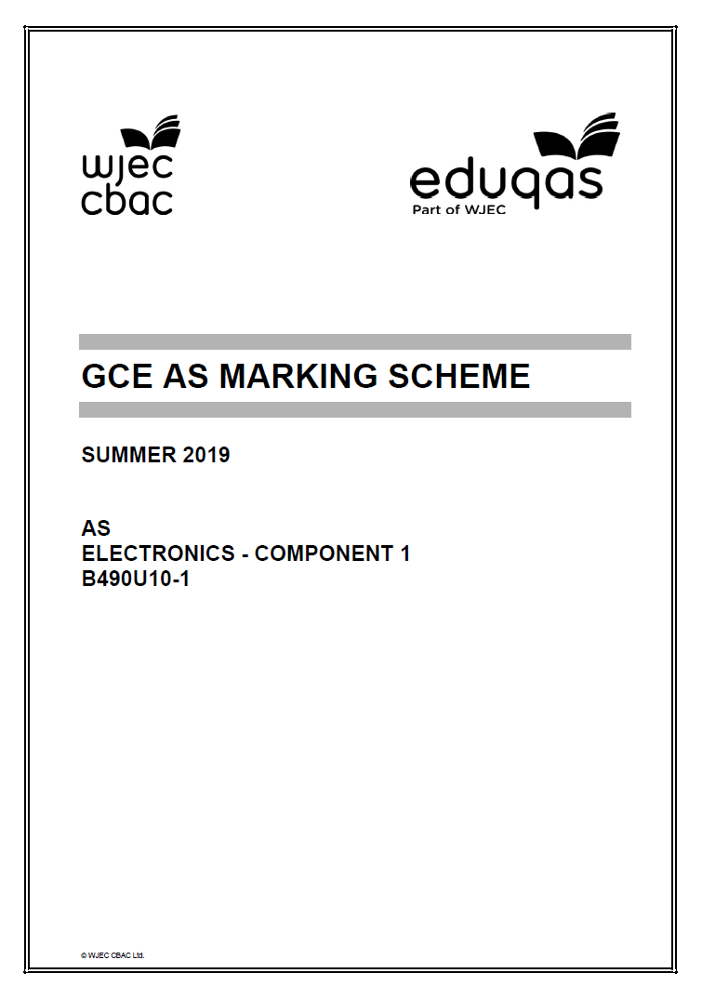 wjec
cbac
eduqas
Part of WJEC
GCE AS MARKING SCHEME
SUMMER 2019
AS
ELECTRONICS - COMPONENT 1
B490U10-1
© WJEC CBAC Ltd.